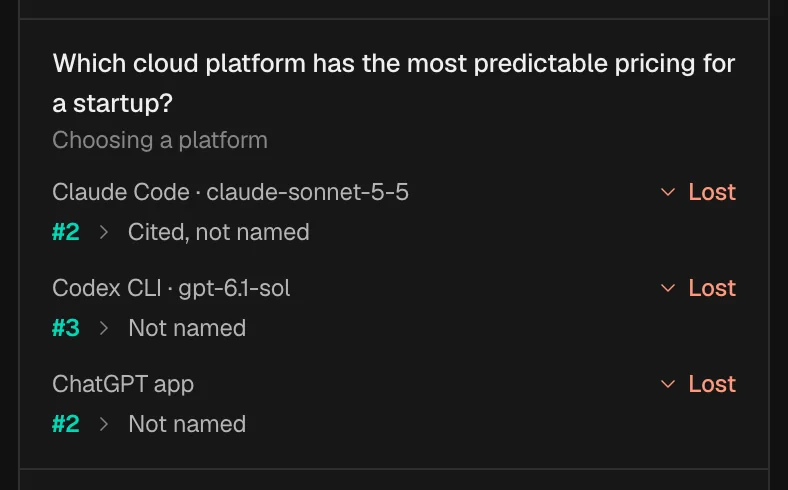 Which cloud platform has the most predictable pricing for
a startup?
Choosing a platform
Claude Code · claude-sonnet-5-5
Lost
#2 > Cited, not named
Codex CLI · gpt-6.1-sol
Lost
#3 > Not named
ChatGPT app
Lost
#2 > Not named